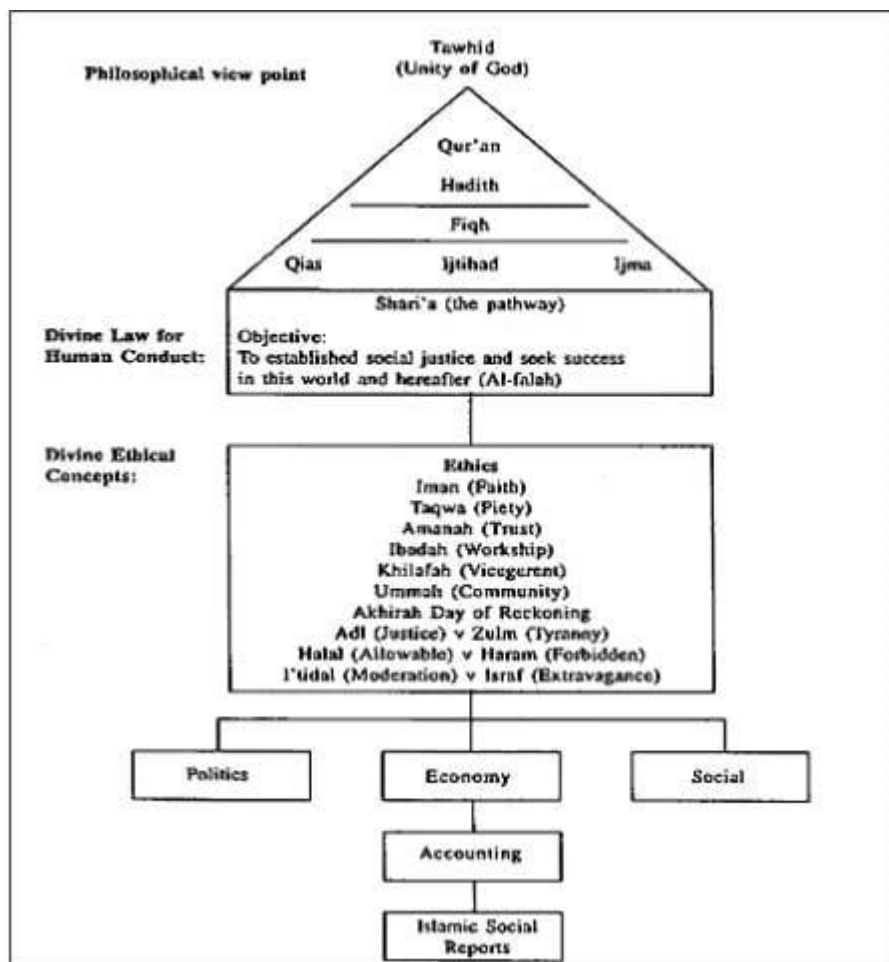 Tawhid
Philosophical view point
(Unity of God)
Qur'an
Hadith
Fiqh
Qias Ijtihad Ijma
Shari'a (the pathway)
Divine Law for
Human Conduct:
Objective:
To established social justice and seek success
in this world and hereafter (Al-falah)
Divine Ethical
Concepts:
Ethics
Iman (Faith)
Taqwa (Piety)
Amanah (Trust)
Ibadah (Workship)
Khilafah (Vicegerent)
Ummah (Community)
Akhirah Day of Reckoning
Adl (Justice) v Zulm (Tyranny)
Halal (Allowable) v Haram (Forbidden)
I'tidal (Moderation) v Israf (Extravagance)
Politics
Economy
Social
Accounting
Islamic Social
Reports